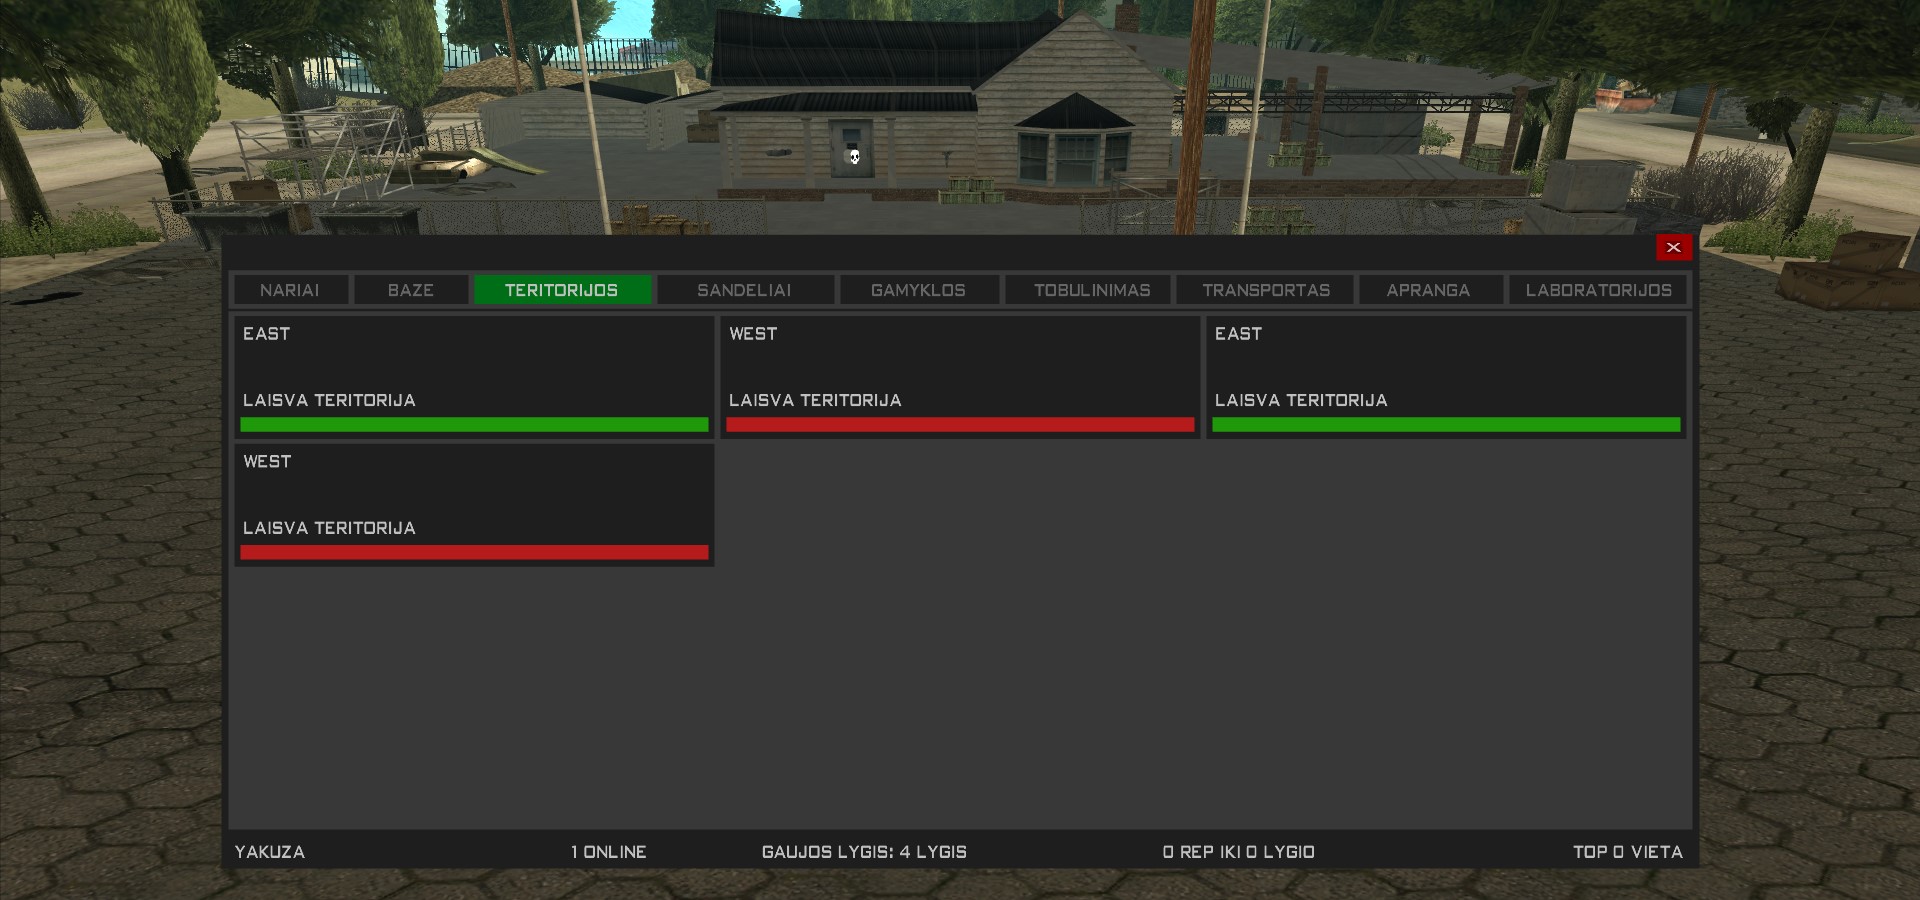 X
NARIAI BAZE TERITORIJOS SANDELIAI GAMYKLOS TOBULINIMAS TRANSPORTAS APRANGA LABORATORIJOS
EAST
LAISVA TERITORIJA
WEST
LAISVA TERITORIJA
EAST
LAISVA TERITORIJA
WEST
LAISVA TERITORIJA
YAKUZA 1 ONLINE GAUJOS LYGIS: 4 LYGIS 0 REP IKI 0 LYGIO TOP 0 VIETA